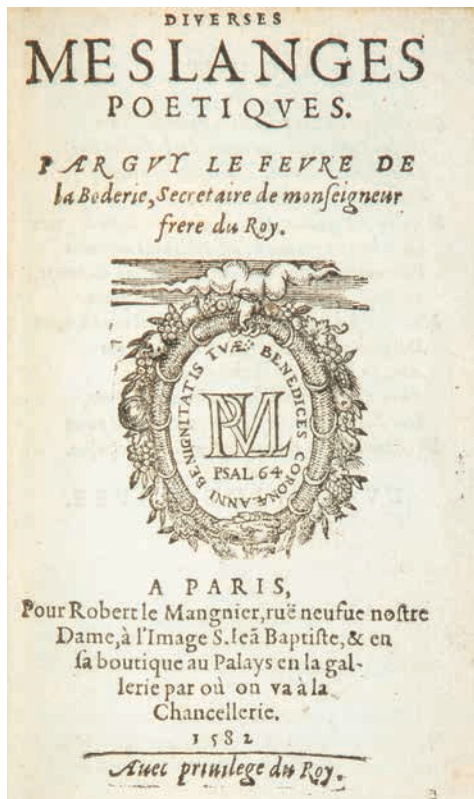 DIVERSES
MESLANGES
POETIQVES.
PAR GVY LE FEVRE DE
la Boderie, Secretaire de monſeigneur
frere du Roy.
BENEDICES CORONÆ ANNI BENIGNITATIS TVÆ
PSAL 64
A PARIS,
Pour Robert le Mangnier, ruë neufue noſtre
Dame, à l'Image S. Ieã Baptiſte, & en
ſa boutique au Palays en la gal-
lerie par où on va à la
Chancellerie.
1582
Auec priuilege du Roy.